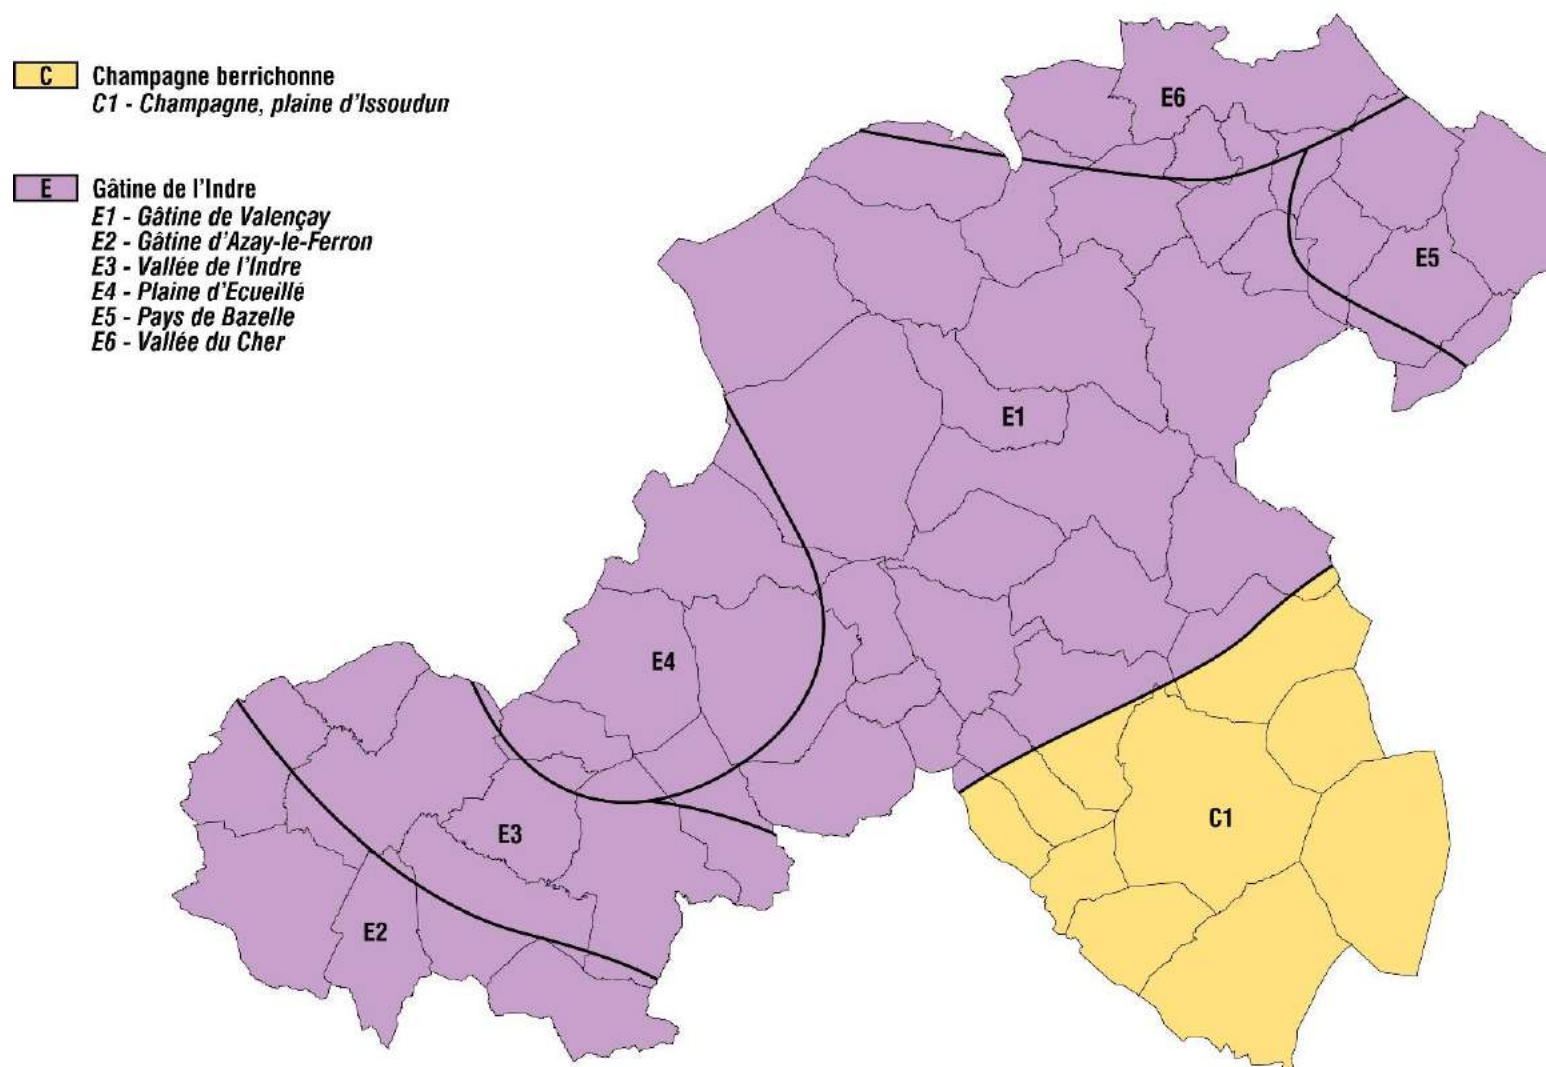 C Champagne berrichonne
C1 - Champagne, plaine d'Issoudun
E Gâtine de l'Indre
E1 - Gâtine de Valençay
E2 - Gâtine d'Azay-le-Ferron
E3 - Vallée de l'Indre
E4 - Plaine d'Ecueillé
E5 - Pays de Bazelle
E6 - Vallée du Cher
E6
E5
E1
E4
E3
C1
E2